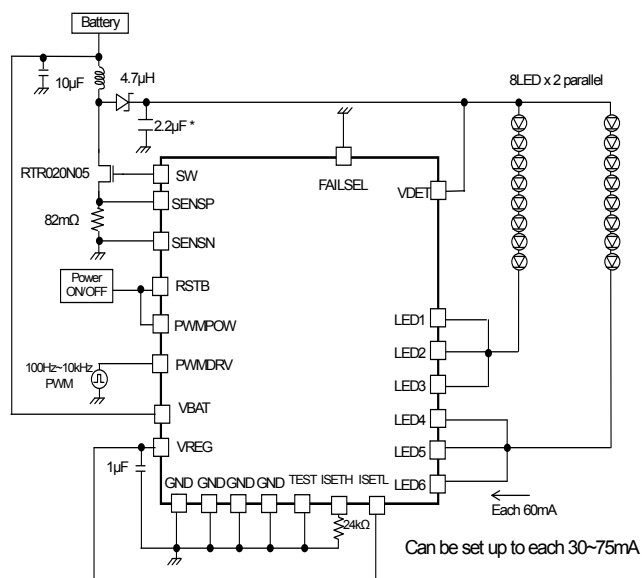 Battery
10μF
4.7μH
2.2μF *
8LED x 2 parallel
RTR020N05
82mΩ
SW
SENSP
SENSN
FAILSEL
VDET
Power
ON/OFF
RSTB
PWMPOW
100Hz~10kHz
PWM
PWMDRV
VBAT
VREG
1μF
LED1
LED2
LED3
LED4
LED5
LED6
GND
GND
GND
GND
TEST
ISETH
ISETL
24kΩ
Each 60mA
Can be set up to each 30~75mA